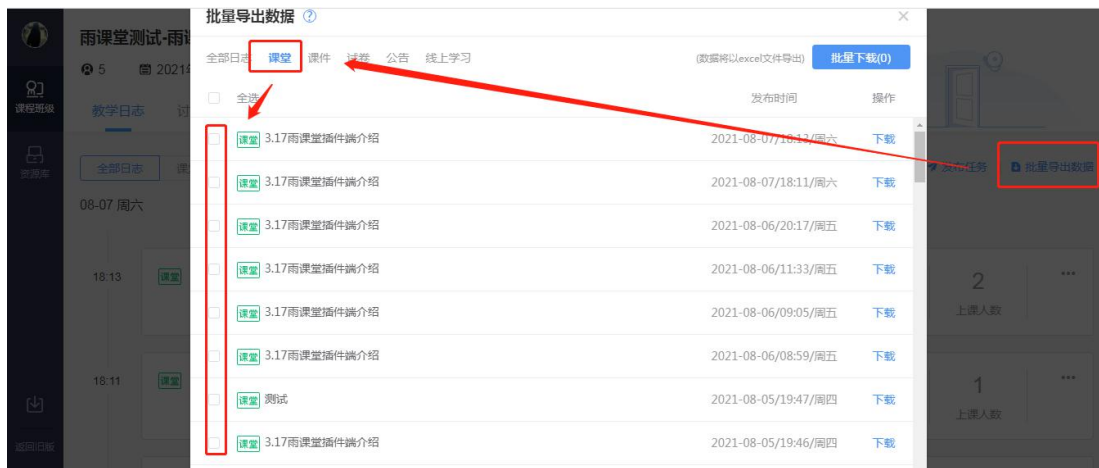 批量导出数据
雨课堂测试-雨课
5 2021年
课程班级
教学日志 讨
资源库
全部日志 课
08-07 周六
全部日志 课堂 课件 试卷 公告 线上学习 (数据将以excel文件导出) 批量下载(0)
全选 发布时间 操作
课堂 3.17雨课堂插件端介绍 2021-08-07/18:13/周六 下载
课堂 3.17雨课堂插件端介绍 2021-08-07/18:11/周六 下载
课堂 3.17雨课堂插件端介绍 2021-08-06/20:17/周五 下载
课堂 3.17雨课堂插件端介绍 2021-08-06/11:33/周五 下载
课堂 3.17雨课堂插件端介绍 2021-08-06/09:05/周五 下载
课堂 3.17雨课堂插件端介绍 2021-08-06/08:59/周五 下载
课堂 测试 2021-08-05/19:47/周四 下载
课堂 3.17雨课堂插件端介绍 2021-08-05/19:46/周四 下载
发布任务 批量导出数据
18:13 课堂
2
上课人数
18:11 课堂
1
上课人数
返回旧版